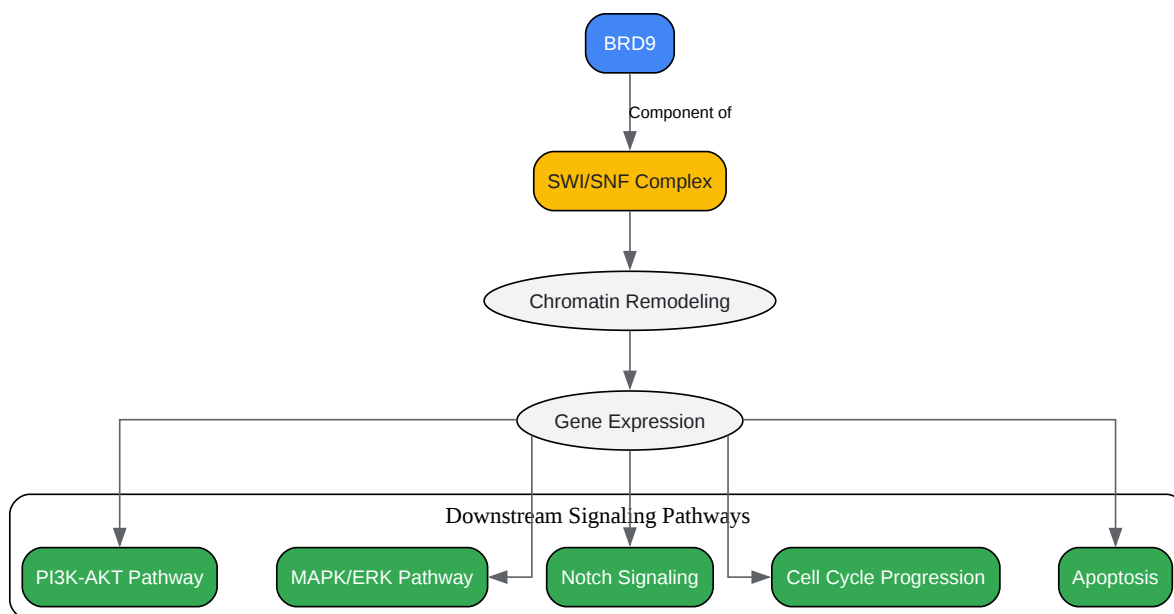 BRD9
Component of
SWI/SNF Complex
Chromatin Remodeling
Gene Expression
Downstream Signaling Pathways
PI3K-AKT Pathway
MAPK/ERK Pathway
Notch Signaling
Cell Cycle Progression
Apoptosis